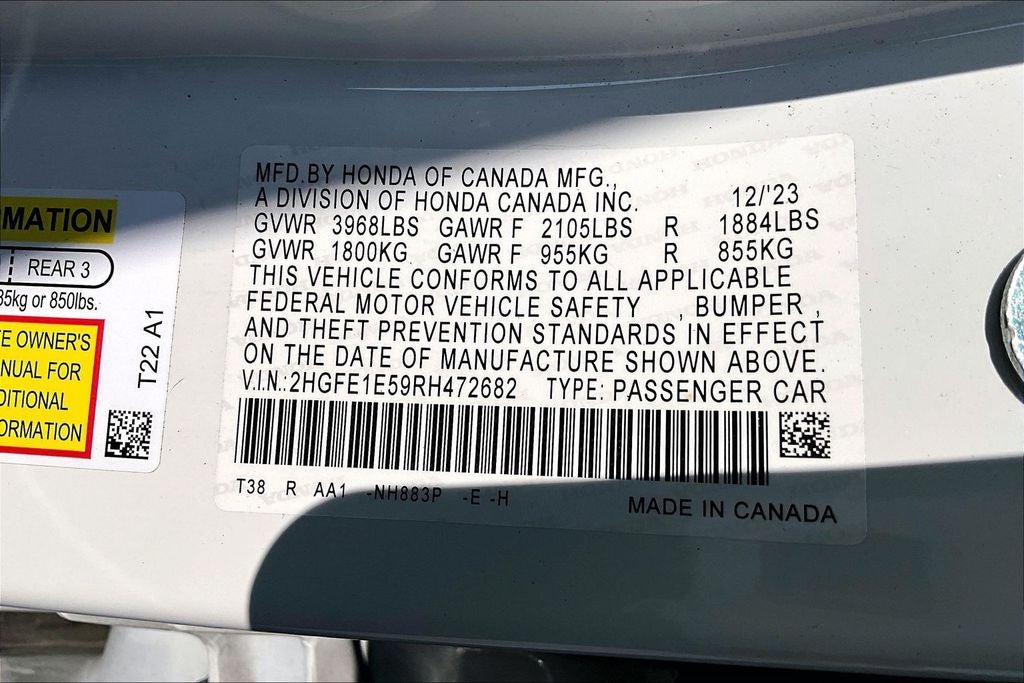 MATION
REAR 3
85kg or 850lbs.
E OWNER'S
NUAL FOR
DITIONAL
ORMATION
T22 A1
MFD.BY HONDA OF CANADA MFG.,
A DIVISION OF HONDA CANADA INC. 12/'23
GVWR 3968LBS GAWR F 2105LBS R 1884LBS
GVWR 1800KG GAWR F 955KG R 855KG
THIS VEHICLE CONFORMS TO ALL APPLICABLE
FEDERAL MOTOR VEHICLE SAFETY , BUMPER ,
AND THEFT PREVENTION STANDARDS IN EFFECT
ON THE DATE OF MANUFACTURE SHOWN ABOVE.
V.I.N.:2HGFE1E59RH472682 TYPE: PASSENGER CAR
T38 R AA1 -NH883P -E -H
MADE IN CANADA